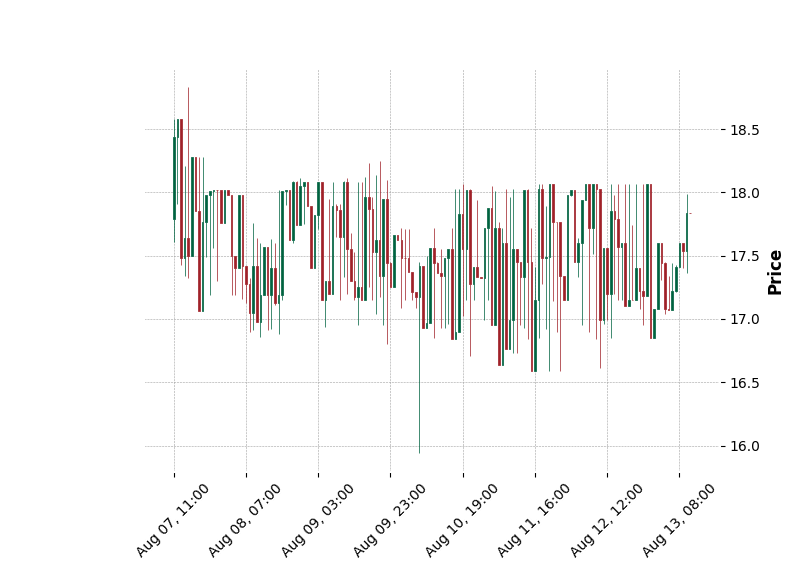 18.5
18.0
17.5
17.0
16.5
16.0
Price
Aug 07, 11:00
Aug 08, 07:00
Aug 09, 03:00
Aug 09, 23:00
Aug 10, 19:00
Aug 11, 16:00
Aug 12, 12:00
Aug 13, 08:00